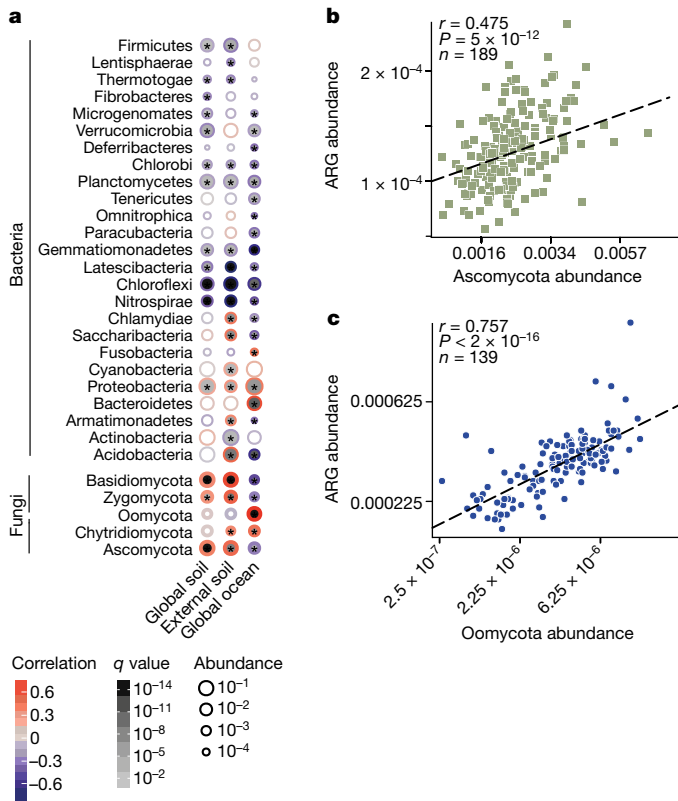 a
Bacteria
Firmicutes
Lentisphaerae
Thermotogae
Fibrobacteres
Microgenomates
Verrucomicrobia
Deferribacteres
Chlorobi
Planctomycetes
Tenericutes
Omnitrophica
Paracubacteria
Gemmatiomonadetes
Latescibacteria
Chloroflexi
Nitrospirae
Chlamydiae
Saccharibacteria
Fusobacteria
Cyanobacteria
Proteobacteria
Bacteroidetes
Armatimonadetes
Actinobacteria
Acidobacteria
Fungi
Basidiomycota
Zygomycota
Oomycota
Chytridiomycota
Ascomycota
Global soil
External soil
Global ocean
Correlation
0.6
0.3
0
−0.3
−0.6
q value
10⁻¹⁴
10⁻¹¹
10⁻⁸
10⁻⁵
10⁻²
Abundance
10⁻¹
10⁻²
10⁻³
10⁻⁴
b
r = 0.475
P = 5 × 10⁻¹²
n = 189
ARG abundance
2 × 10⁻⁴
1 × 10⁻⁴
0.0016 0.0034 0.0057
Ascomycota abundance
c
r = 0.757
P < 2 × 10⁻¹⁶
n = 139
ARG abundance
0.000625
0.000225
2.5 × 10⁻⁷
2.25 × 10⁻⁶
6.25 × 10⁻⁶
Oomycota abundance